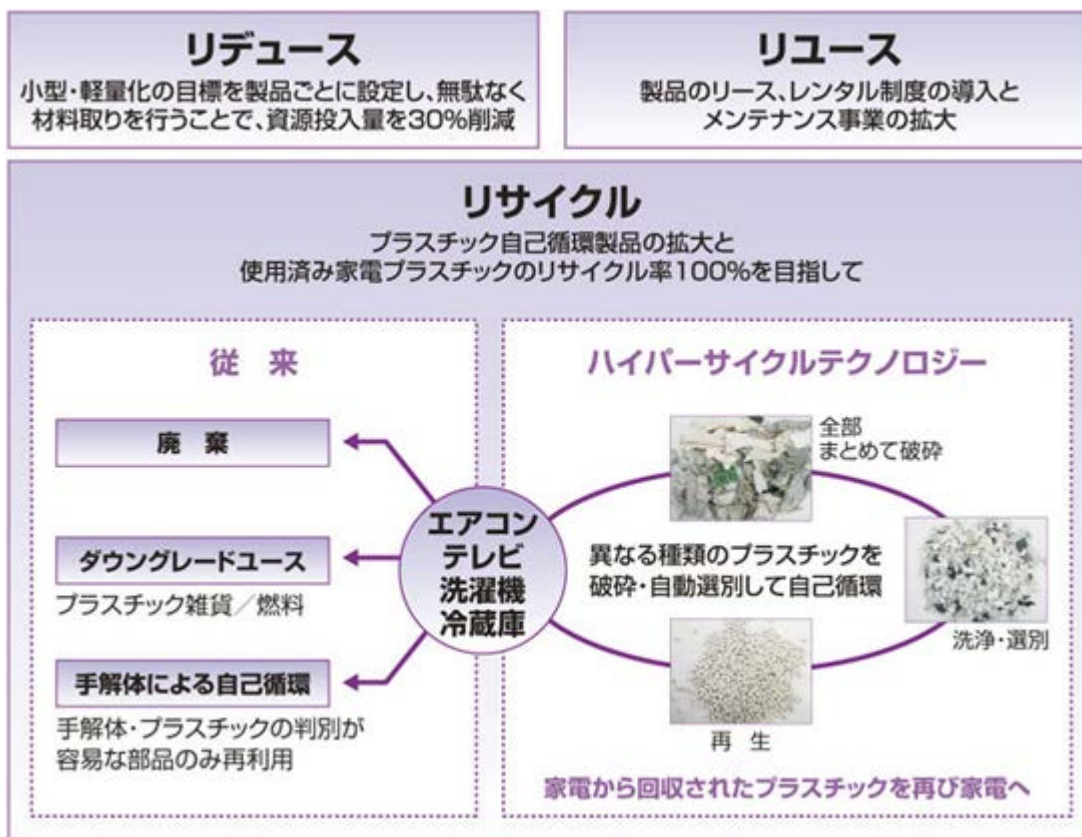 リデュース
小型・軽量化の目標を製品ごとに設定し、無駄なく
材料取りを行うことで、資源投入量を30%削減
リユース
製品のリース、レンタル制度の導入と
メンテナンス事業の拡大
リサイクル
プラスチック自己循環製品の拡大と
使用済み家電プラスチックのリサイクル率100%を目指して
従 来
廃 棄
ダウングレードユース
プラスチック雑貨／燃料
手解体による自己循環
手解体・プラスチックの判別が
容易な部品のみ再利用
エアコン
テレビ
洗濯機
冷蔵庫
ハイパーサイクルテクノロジー
全部
まとめて破砕
異なる種類のプラスチックを
破砕・自動選別して自己循環
洗浄・選別
再 生
家電から回収されたプラスチックを再び家電へ